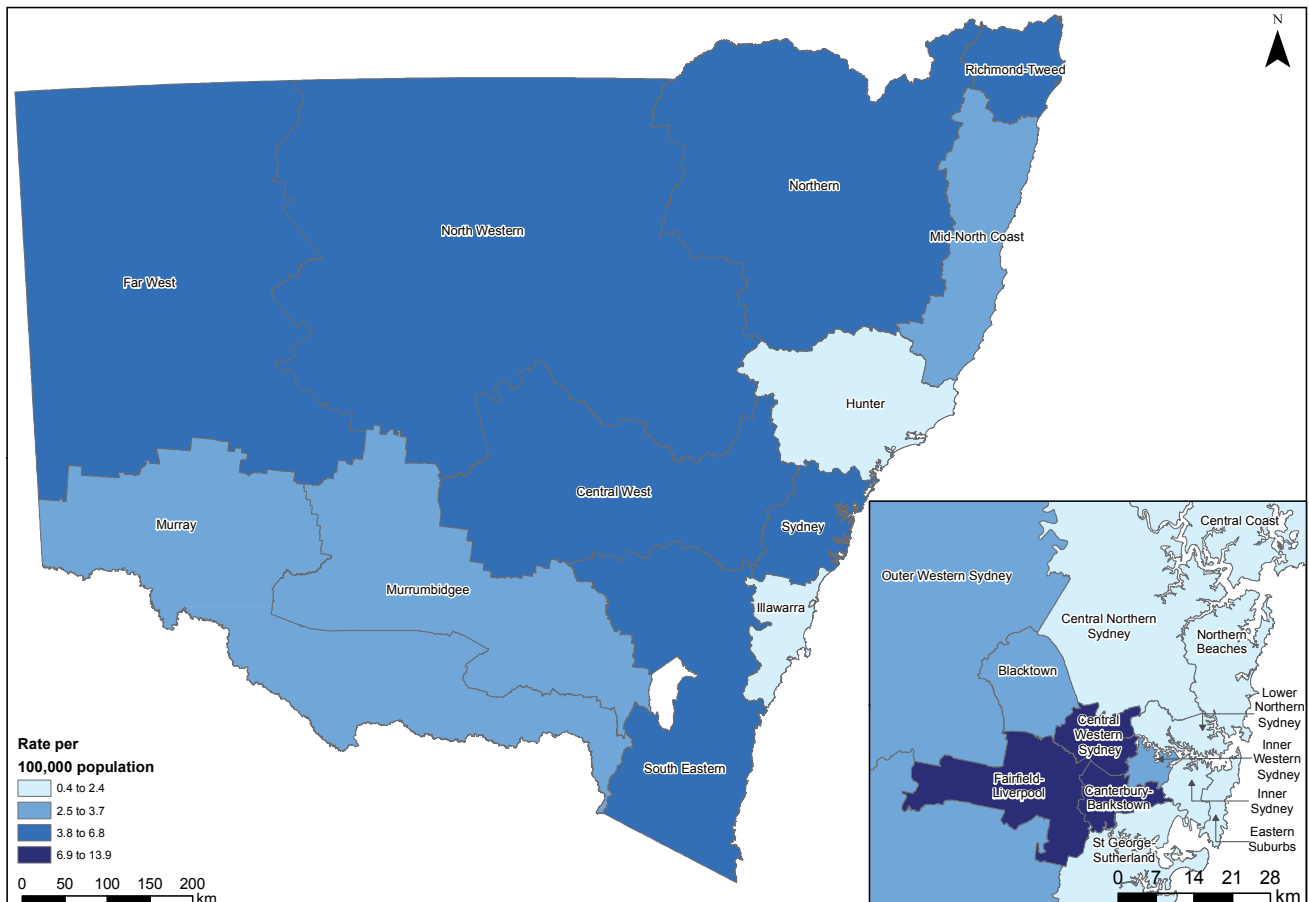 N
Richmond-Tweed
Northern
North Western
Mid-North Coast
Far West
Hunter
Central West
Murray
Sydney
Murrumbidgee
Illawarra
South Eastern
Rate per
100,000 population
0.4 to 2.4
2.5 to 3.7
3.8 to 6.8
6.9 to 13.9
0 50 100 150 200
km
Central Coast
Outer Western Sydney
Central Northern
Sydney
Northern
Beaches
Blacktown
Lower
Northern
Sydney
Central
Western
Sydney
Inner
Western
Sydney
Fairfield-
Liverpool
Canterbury-
Bankstown
Inner
Sydney
Eastern
Suburbs
St George-
Sutherland
0 7 14 21 28
km